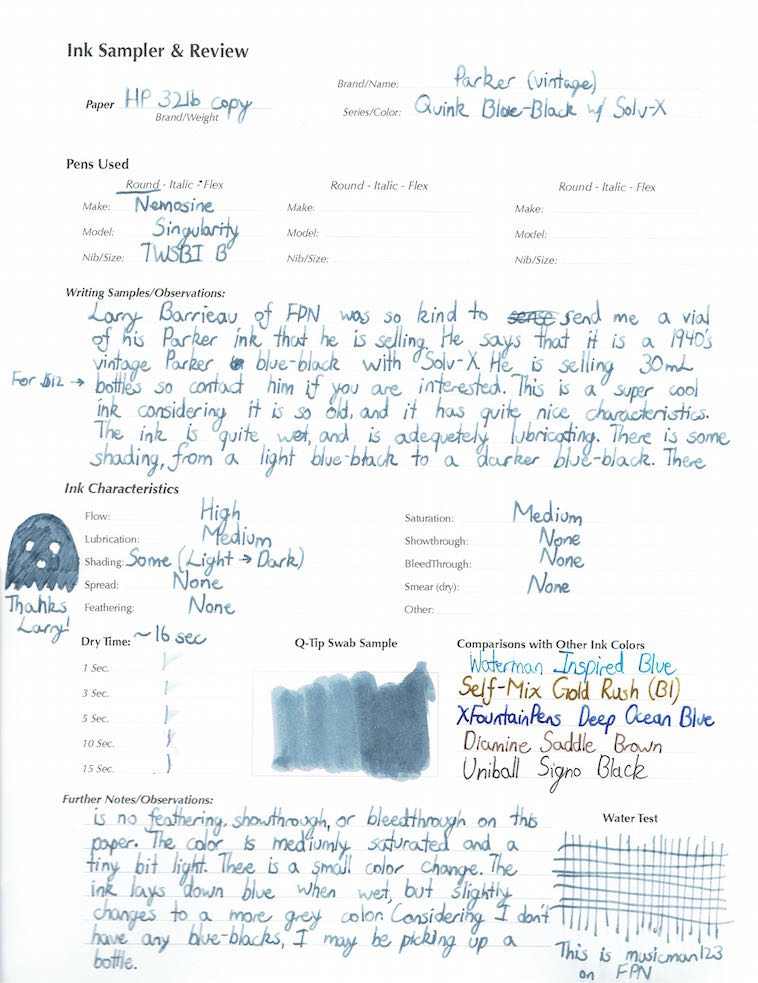 Ink Sampler & Review
Brand/Name: Parker (vintage)
Paper HP 32lb copy
Brand/Weight
Series/Color: Quink Blue-Black w/ Solv-X
Pens Used
Round - Italic - Flex Round - Italic - Flex Round - Italic - Flex
Make: Nemosine Make: Make:
Model: Singularity Model: Model:
Nib/Size: TWSBI B Nib/Size: Nib/Size:
Writing Samples/Observations:
Larry Barrieau of FPN was so kind to sense send me a vial
of his Parker ink that he is selling. He says that it is a 1940's
vintage Parker blue-black with Solv-X He is selling 30mL
For $12 → bottles so contact him if you are interested. This is a super cool
ink considering it is so old, and it has quite nice characteristics.
The ink is quite wet, and is adequetely lubricating. There is some
shading, from a light blue-black to a darker blue-black. There
Ink Characteristics
Flow: High
Lubrication: Medium
Shading: Some (Light → Dark)
Spread: None
Feathering: None
Saturation: Medium
Showthrough: None
BleedThrough: None
Smear (dry): None
Other:
Thanks
Larry!
Dry Time: ~16 sec
1 Sec.
3 Sec.
5 Sec.
10 Sec.
15 Sec.
Q-Tip Swab Sample
Comparisons with Other Ink Colors
Waterman Inspired Blue
Self-Mix Gold Rush (B1)
XFountainPens Deep Ocean Blue
Diamine Saddle Brown
Uniball Signo Black
Further Notes/Observations:
is no feathering, showthrough, or bleedthrough on this
paper. The color is mediumly saturated and a
tiny bit light. Thee is a small color change. The
ink lays down blue when wet, but slightly
changes to a more grey color. Considering I don't
have any blue-blacks, I may be picking up a
bottle.
Water Test
This is musicman123
on FPN